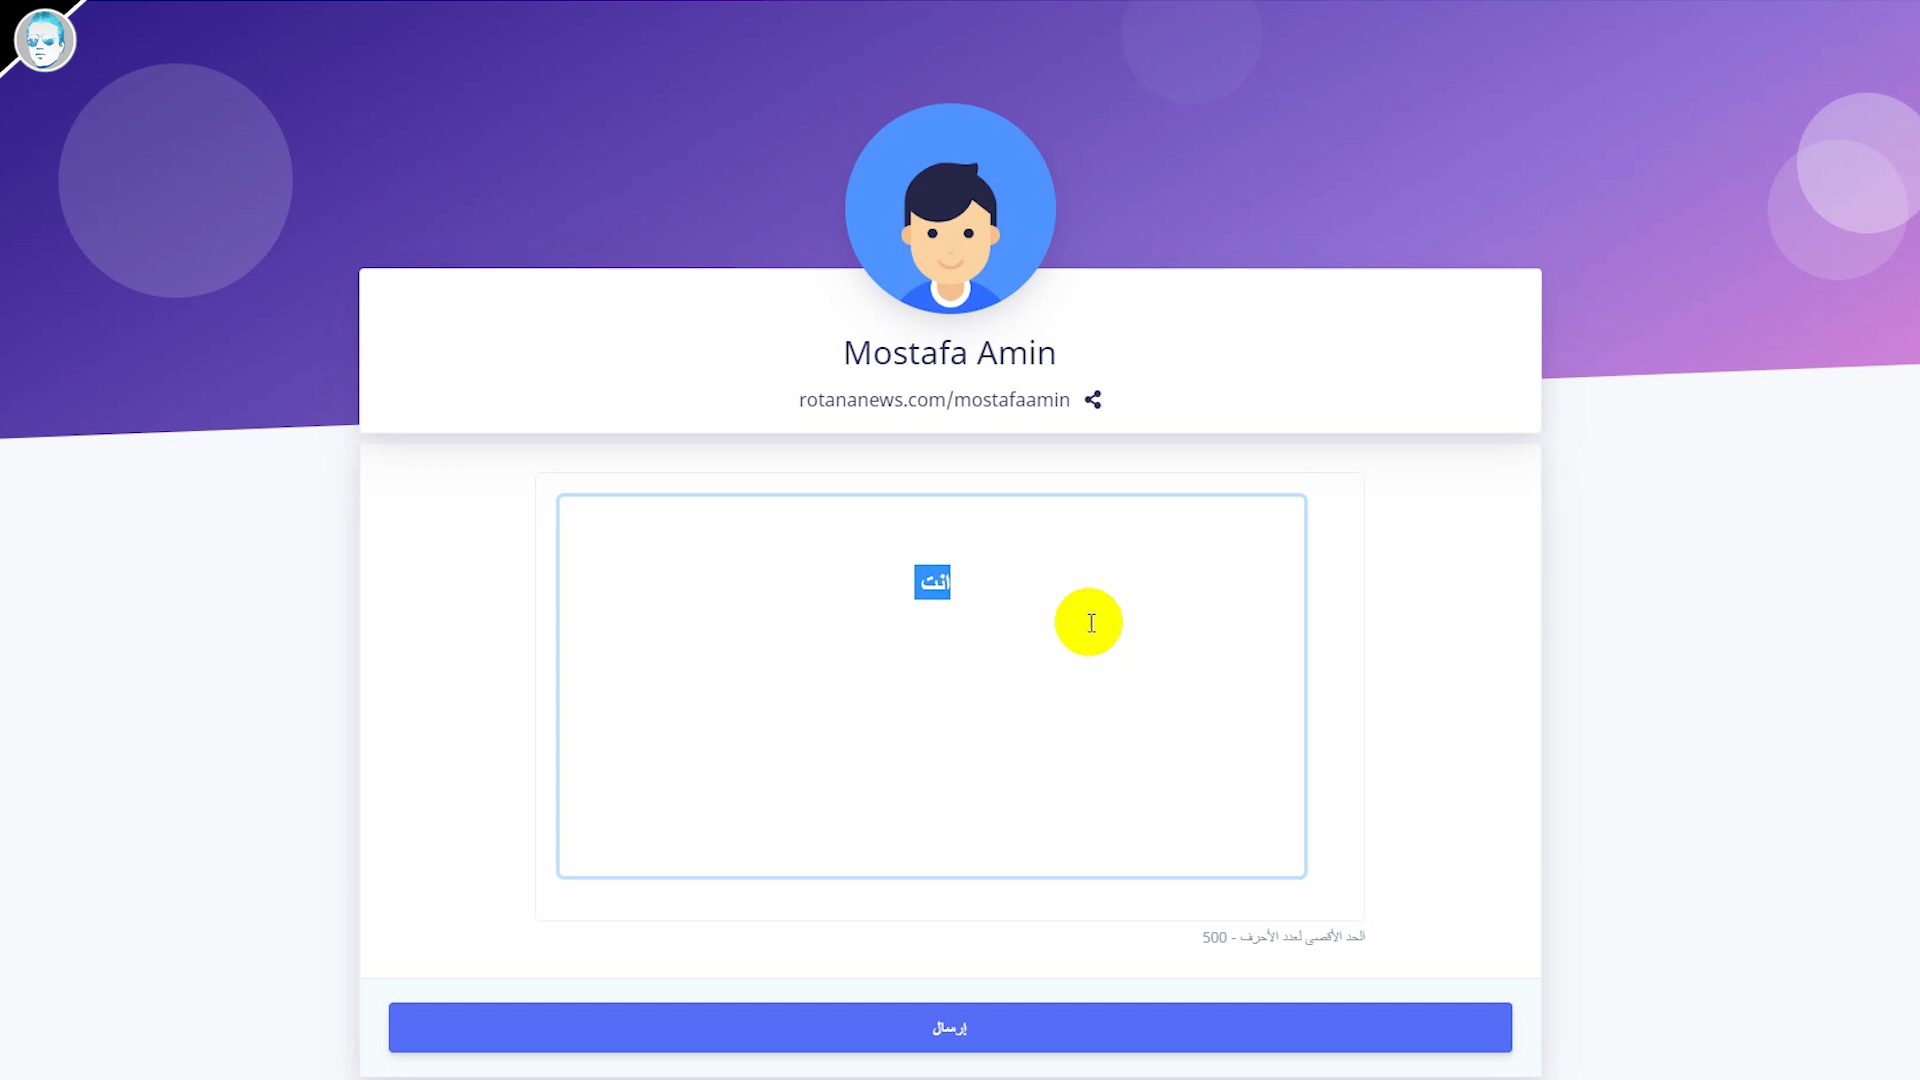 Mostafa Amin
rotananews.com/mostafaamin
انت
الحد الأقصى لعدد الأحرف - 500
إرسال